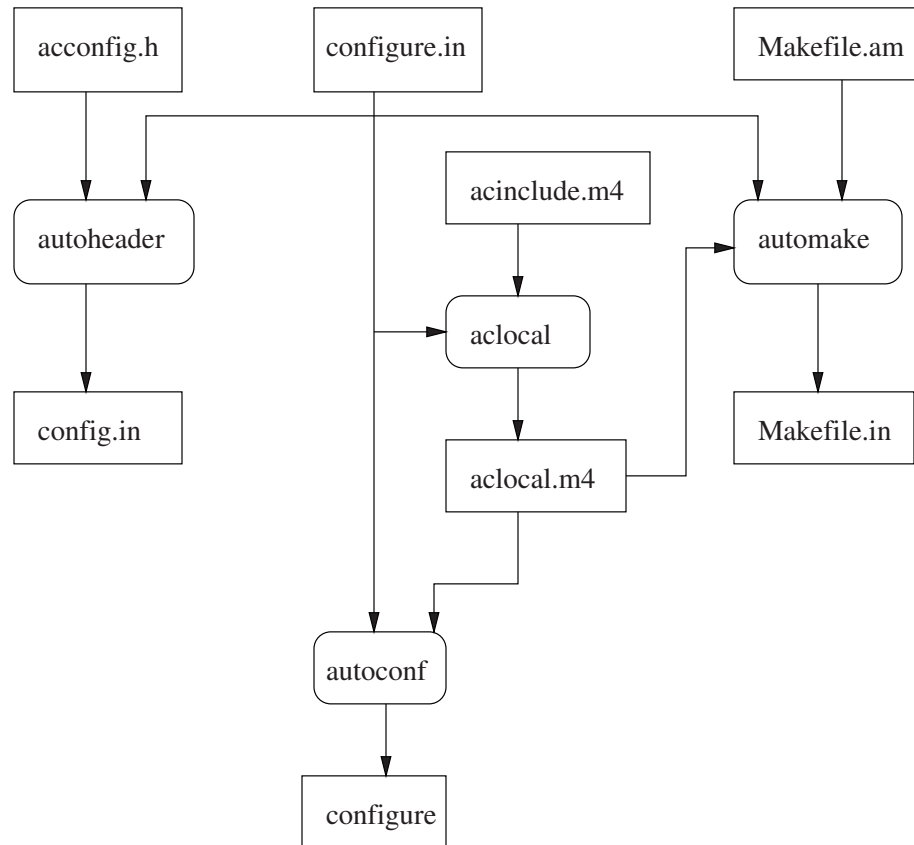 acconfig.h
configure.in
Makefile.am
acinclude.m4
autoheader
automake
aclocal
config.in
Makefile.in
aclocal.m4
autoconf
configure